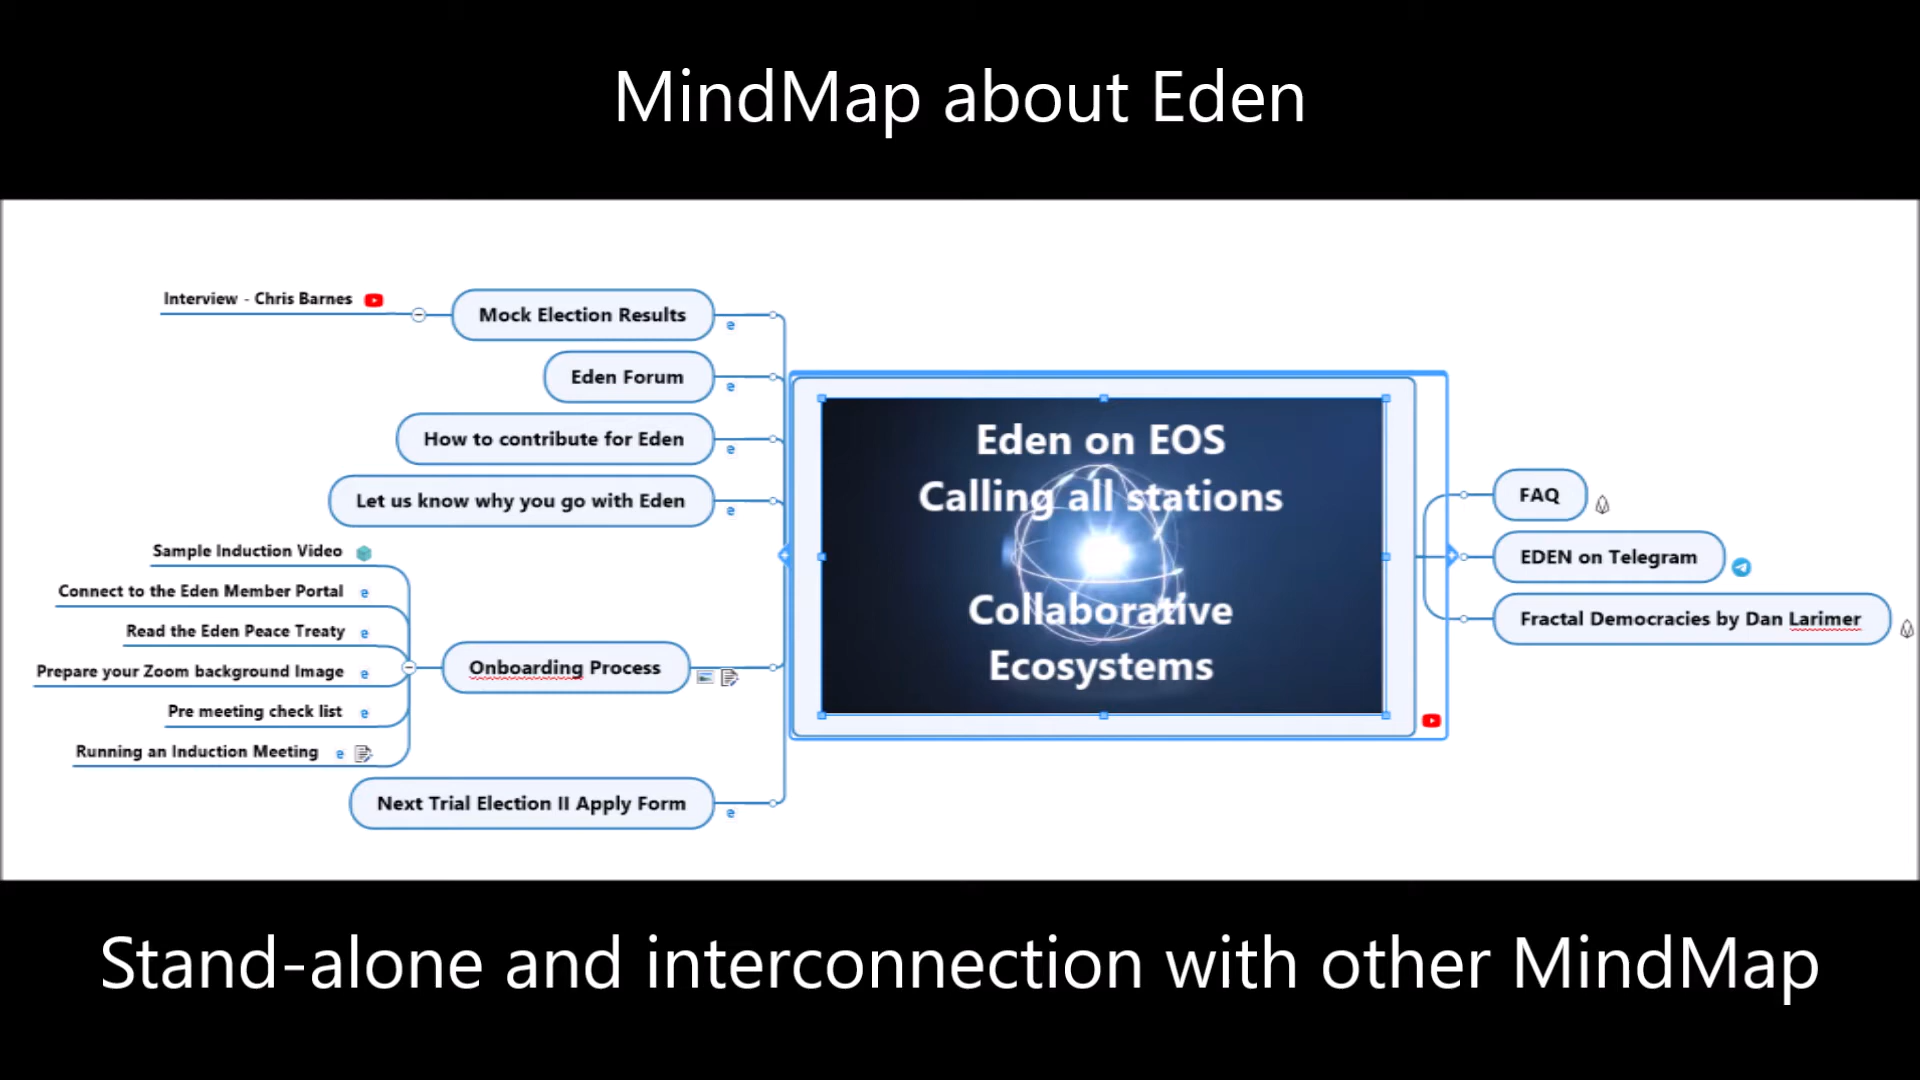 MindMap about Eden
Interview - Chris Barnes
Mock Election Results
Eden Forum
How to contribute for Eden
Let us know why you go with Eden
Sample Induction Video
Connect to the Eden Member Portal
Read the Eden Peace Treaty
Prepare your Zoom background Image
Pre meeting check list
Running an Induction Meeting
Onboarding Process
Next Trial Election II Apply Form
Eden on EOS
Calling all stations
Collaborative
Ecosystems
FAQ
EDEN on Telegram
Fractal Democracies by Dan Larimer
Stand-alone and interconnection with other MindMap